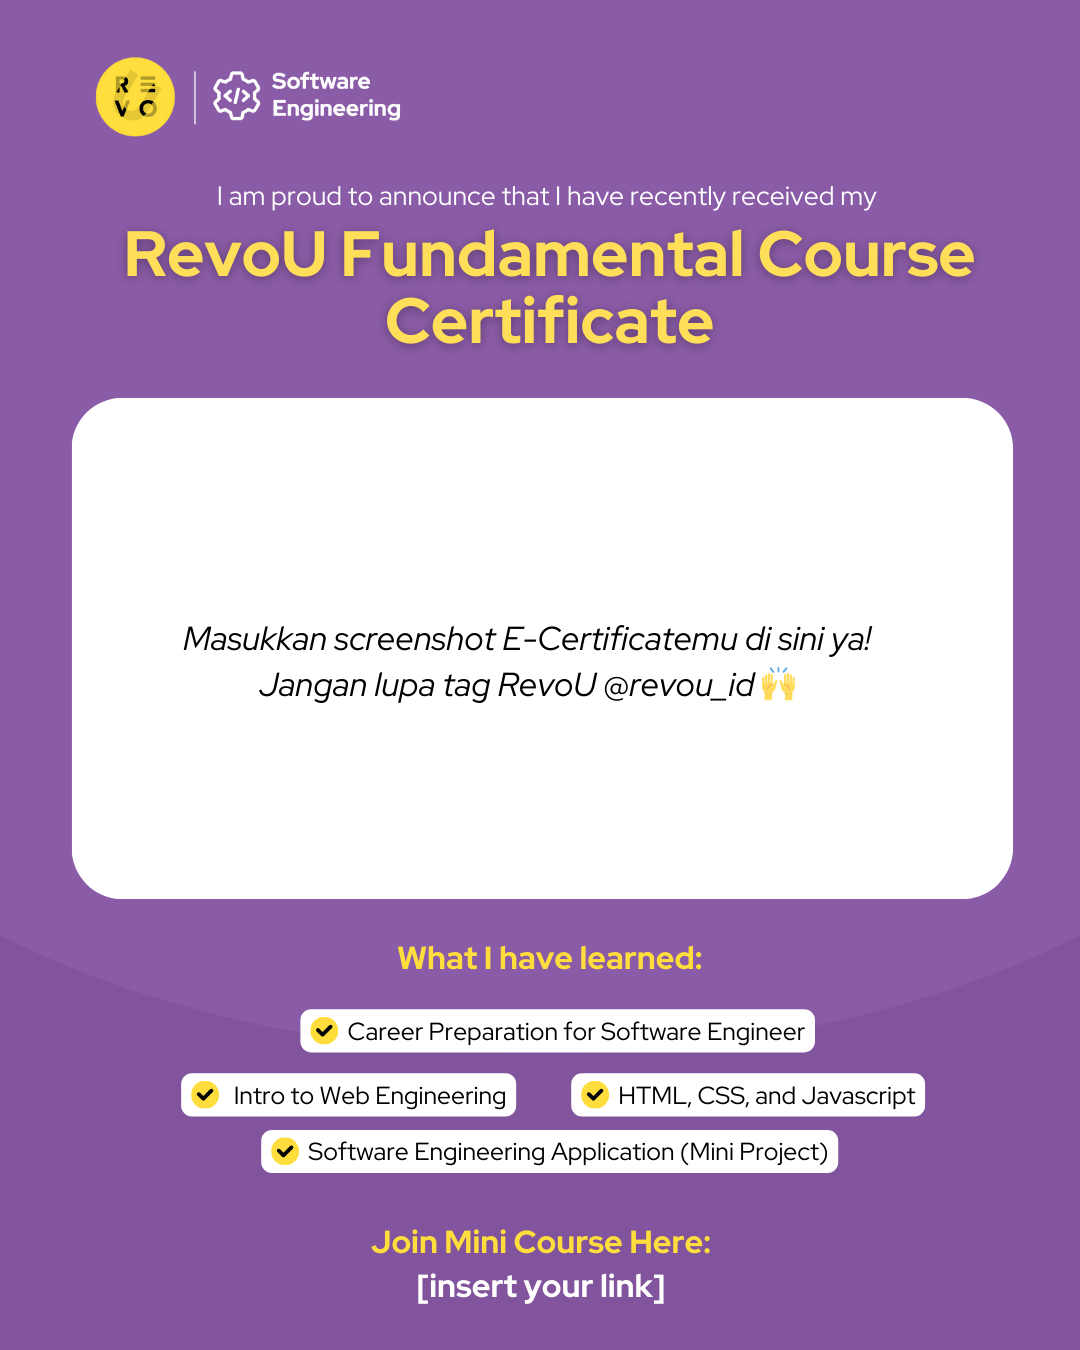 RE
VO
Software
Engineering
I am proud to announce that I have recently received my
RevoU Fundamental Course
Certificate
Masukkan screenshot E-Certificatemu di sini ya!
Jangan lupa tag RevoU @revou_id 🙌
What I have learned:
Career Preparation for Software Engineer
Intro to Web Engineering
HTML, CSS, and Javascript
Software Engineering Application (Mini Project)
Join Mini Course Here:
[insert your link]